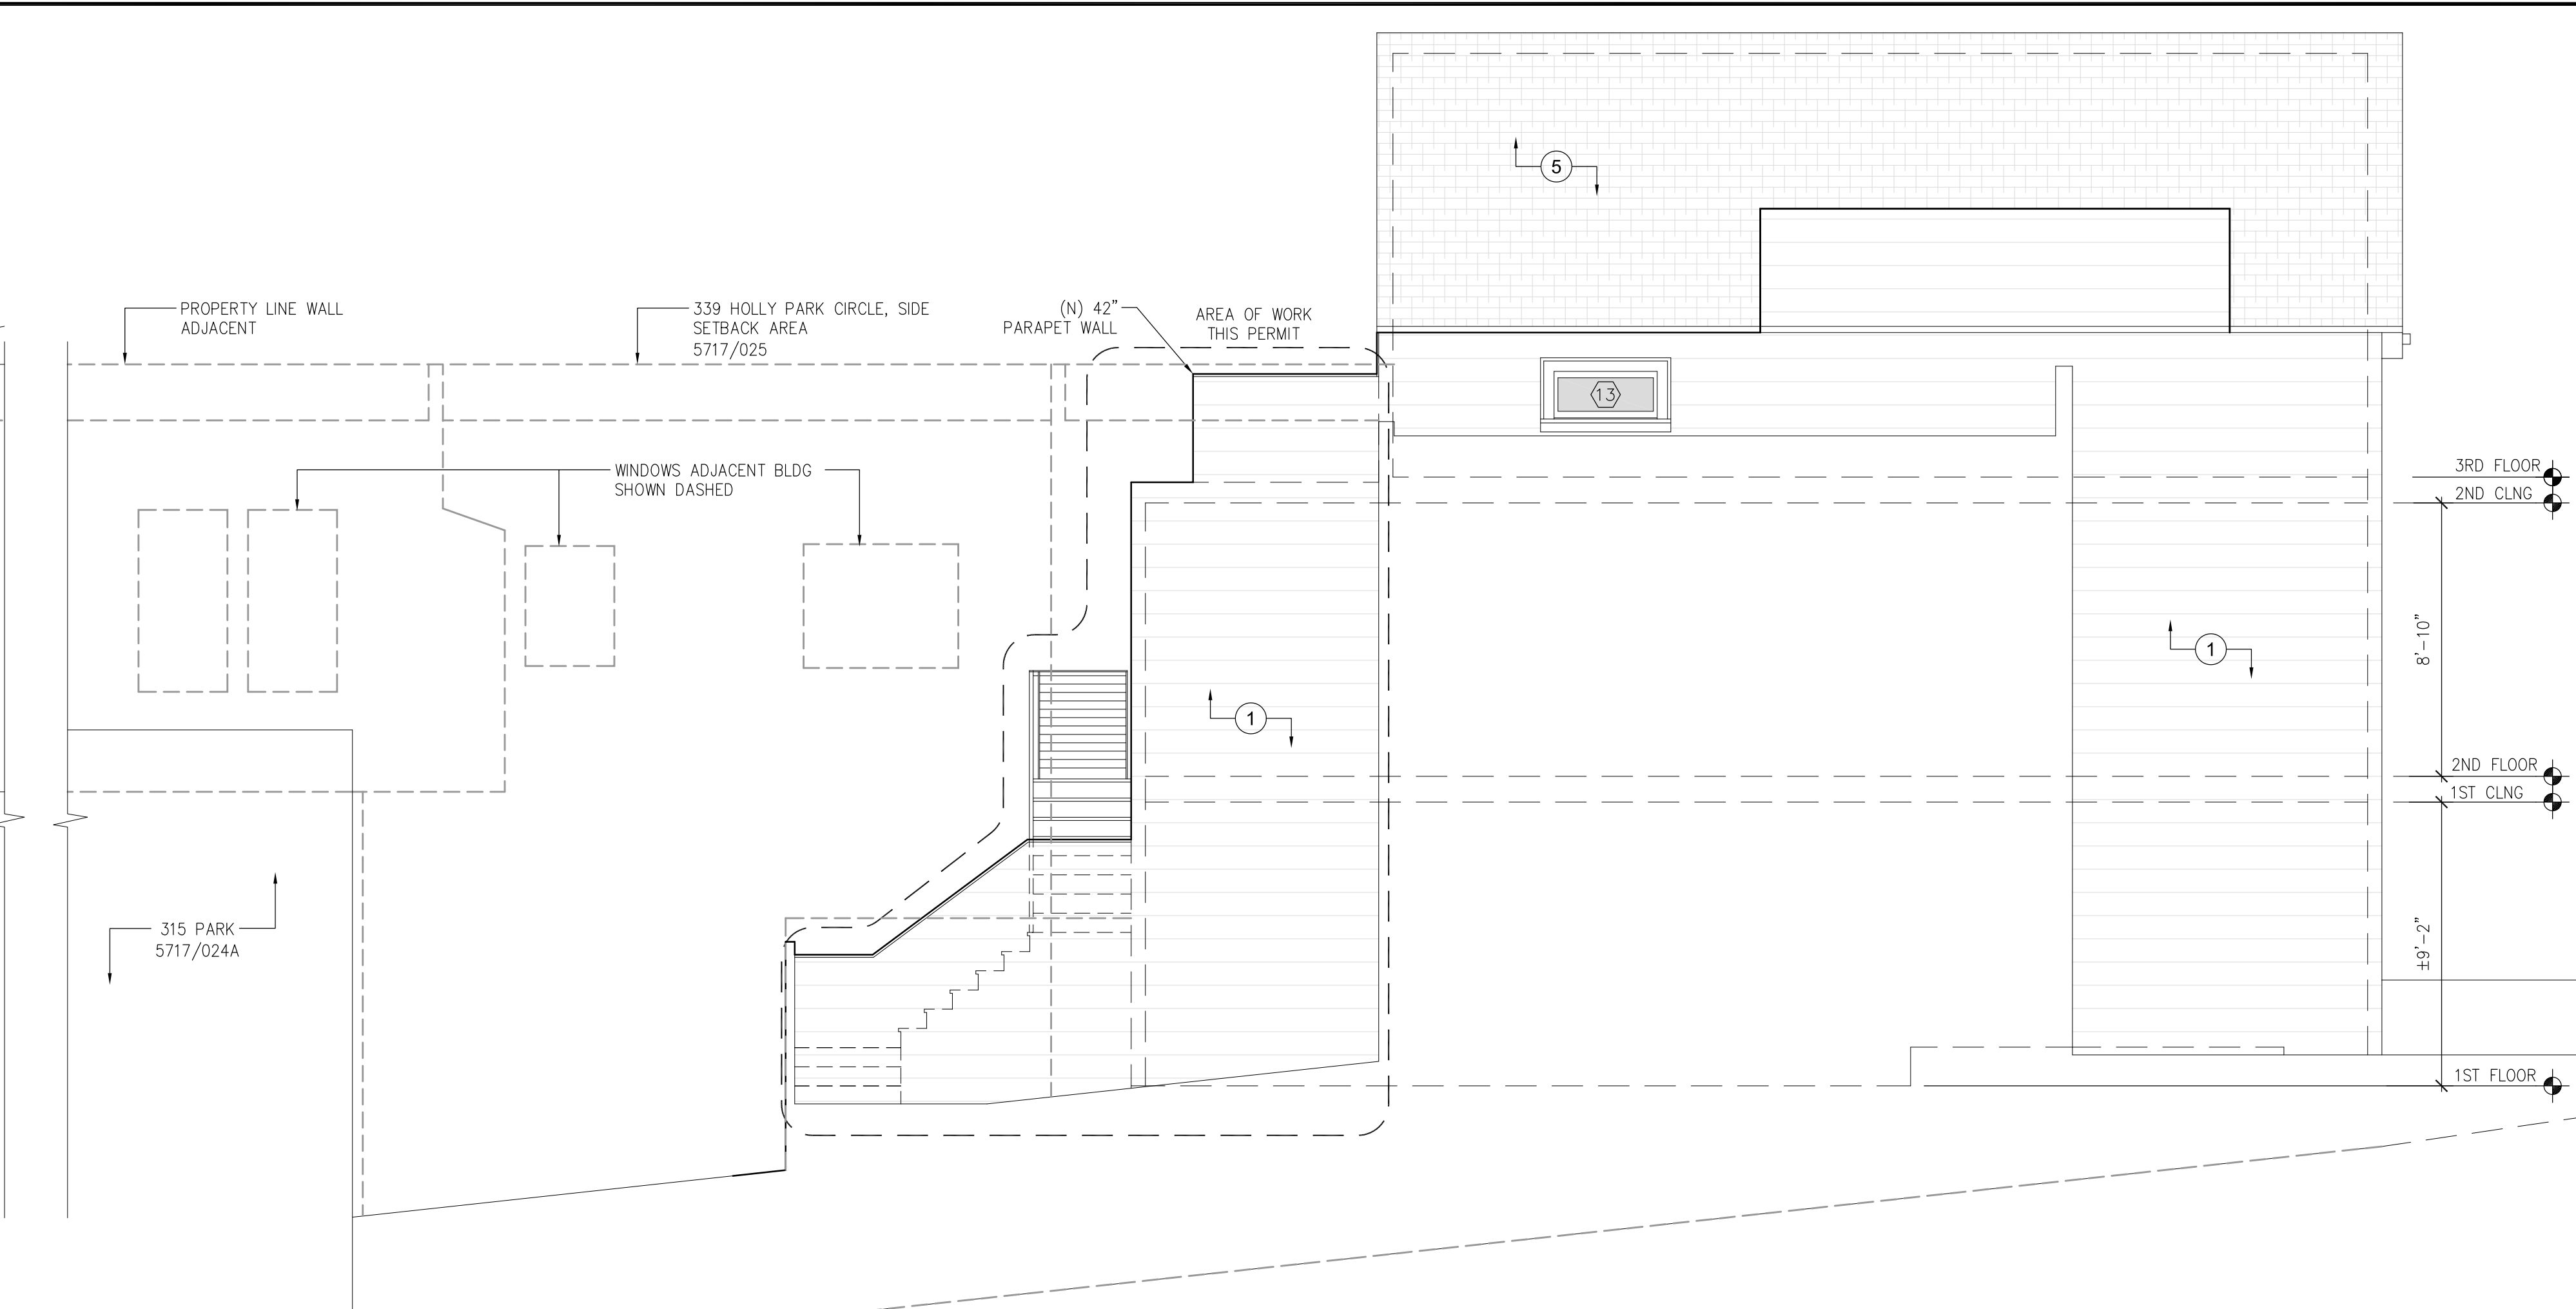 5
PROPERTY LINE WALL
ADJACENT
339 HOLLY PARK CIRCLE, SIDE
SETBACK AREA
5717/025
(N) 42"
PARAPET WALL
AREA OF WORK
THIS PERMIT
13
WINDOWS ADJACENT BLDG
SHOWN DASHED
3RD FLOOR
2ND CLNG
8'-10"
1
1
2ND FLOOR
1ST CLNG
315 PARK
5717/024A
±9'-2"
1ST FLOOR